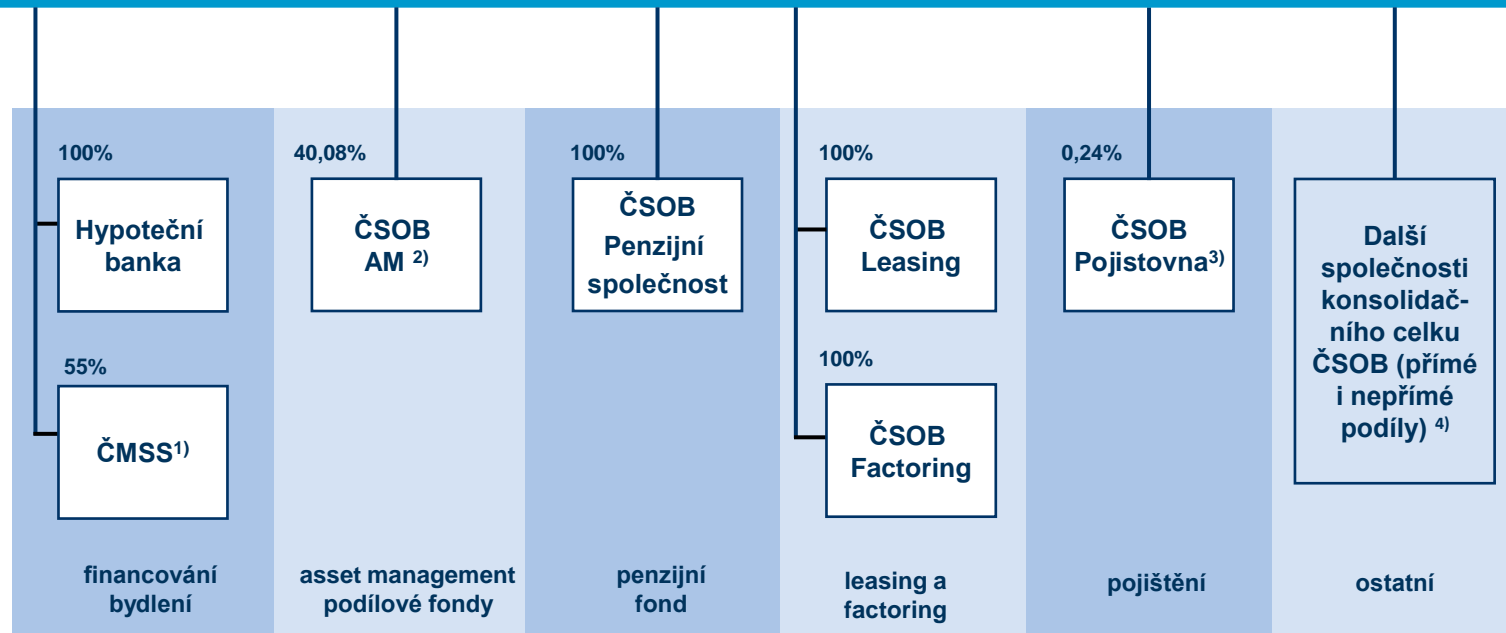 100%
Hypoteční
banka
55%
ČMSS1)
financování
bydlení
40,08%
ČSOB
AM 2)
asset management
podílové fondy
100%
ČSOB
Penzijní
společnost
penzijní
fond
100%
ČSOB
Leasing
100%
ČSOB
Factoring
leasing a
factoring
0,24%
ČSOB
Pojistovna3)
pojištění
Další
společnosti
konsolidač-
ního celku
ČSOB (přímé
i nepřímé
podíly) 4)
ostatní